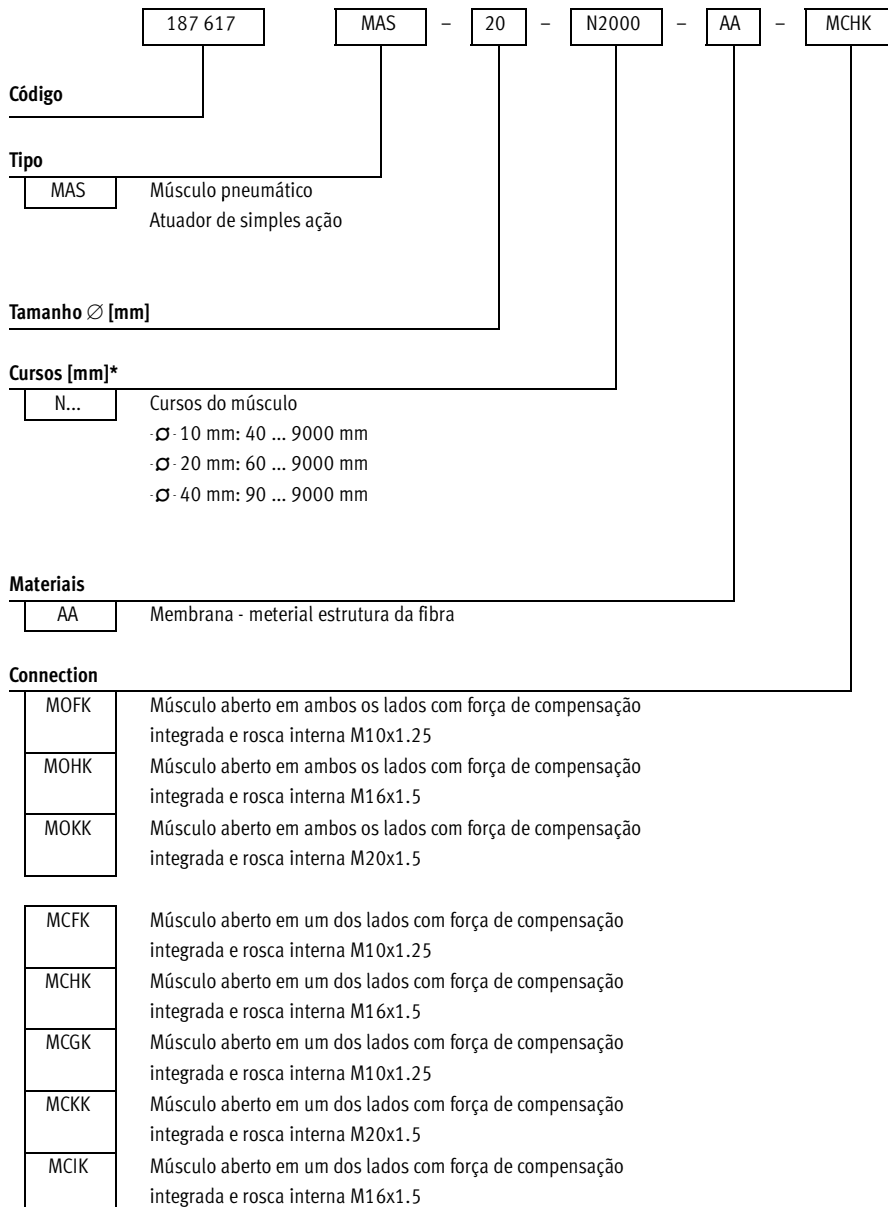 187 617 MAS – 20 – N2000 – AA – MCHK
Código
Tipo
MAS Músculo pneumático
Atuador de simples ação
Tamanho ∅ [mm]
Cursos [mm]*
N... Cursos do músculo
-Ø- 10 mm: 40 ... 9000 mm
-Ø- 20 mm: 60 ... 9000 mm
-Ø- 40 mm: 90 ... 9000 mm
Materiais
AA Membrana - meterial estrutura da fibra
Connection
MOFK Músculo aberto em ambos os lados com força de compensação
integrada e rosca interna M10x1.25
MOHK Músculo aberto em ambos os lados com força de compensação
integrada e rosca interna M16x1.5
MOKK Músculo aberto em ambos os lados com força de compensação
integrada e rosca interna M20x1.5
MCFK Músculo aberto em um dos lados com força de compensação
integrada e rosca interna M10x1.25
MCHK Músculo aberto em um dos lados com força de compensação
integrada e rosca interna M16x1.5
MCGK Músculo aberto em um dos lados com força de compensação
integrada e rosca interna M10x1.25
MCKK Músculo aberto em um dos lados com força de compensação
integrada e rosca interna M20x1.5
MCIK Músculo aberto em um dos lados com força de compensação
integrada e rosca interna M16x1.5